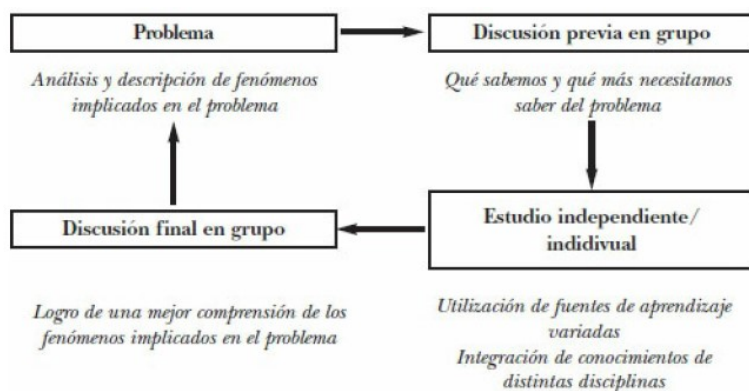 Problema
Discusión previa en grupo
Análisis y descripción de fenómenos
implicados en el problema
Qué sabemos y qué más necesitamos
saber del problema
Discusión final en grupo
Estudio independiente/
indidivual
Logro de una mejor comprensión de los
fenómenos implicados en el problema
Utilización de fuentes de aprendizaje
variadas
Integración de conocimientos de
distintas disciplinas